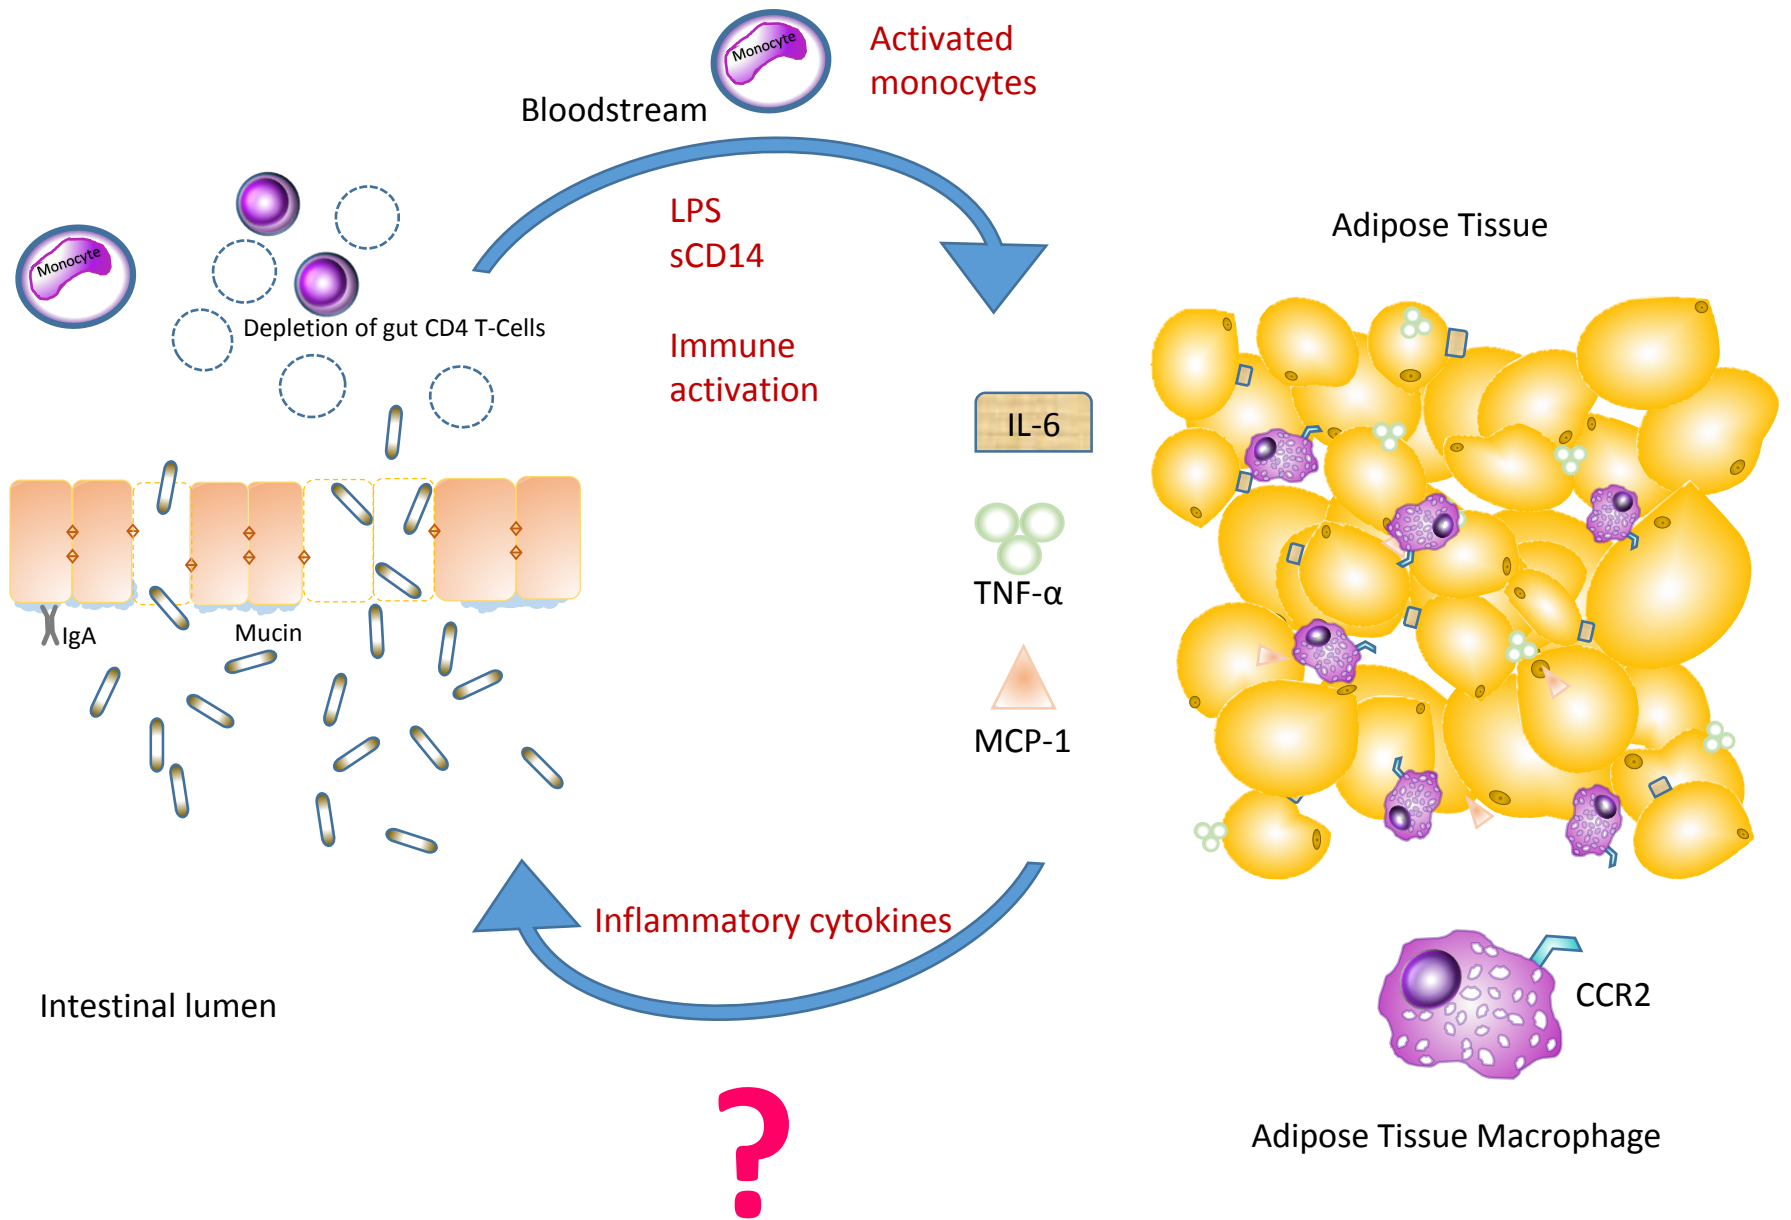 Monocyte
Activated
monocytes
Bloodstream
LPS
sCD14
Immune
activation
Monocyte
Depletion of gut CD4 T-Cells
Adipose Tissue
IL-6
TNF-α
MCP-1
IgA
Mucin
Inflammatory cytokines
Intestinal lumen
CCR2
Adipose Tissue Macrophage
?